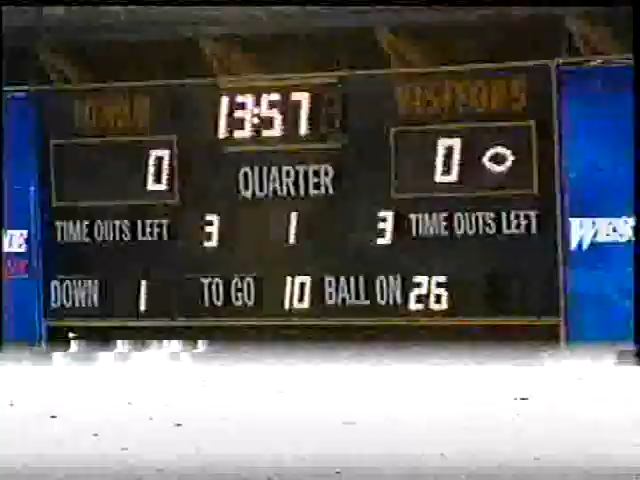 13:57 VISITORS
0 0
QUARTER
TIME OUTS LEFT 3 1 3 TIME OUTS LEFT
DOWN 1 TO GO 10 BALL ON 26